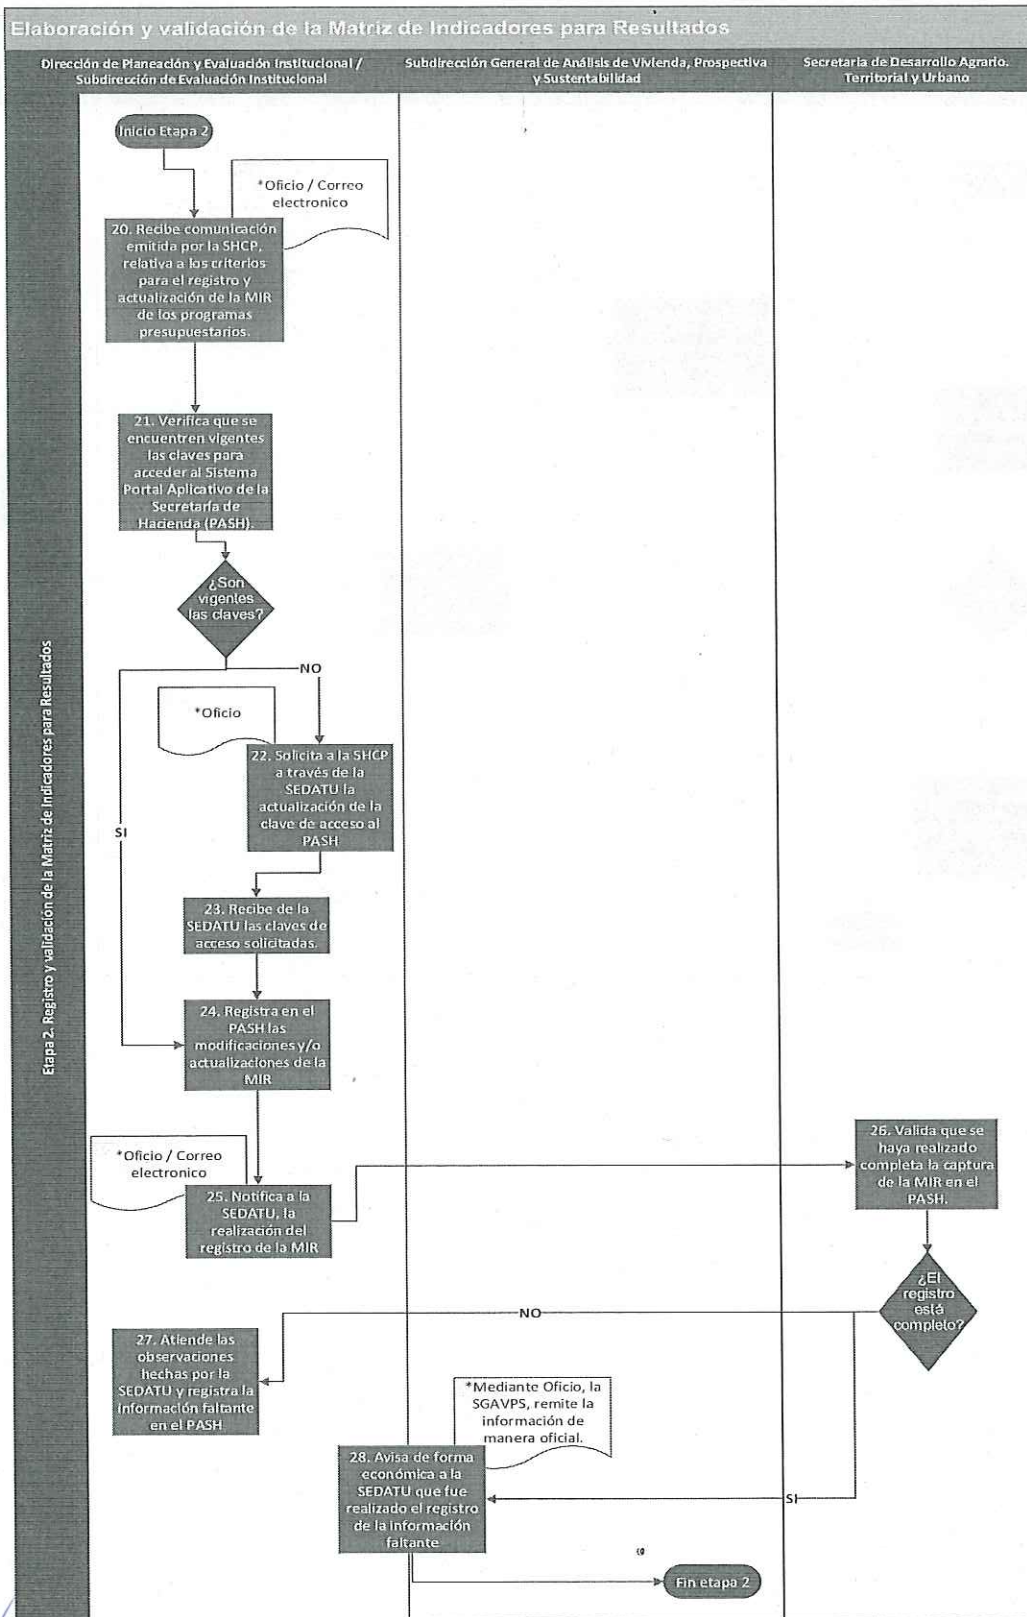 Elaboración y validación de la Matriz de Indicadores para Resultados
Dirección de Planeación y Evaluación Institucional /
Subdirección de Evaluación Institucional
Subdirección General de Análisis de Vivienda, Prospectiva
y Sustentabilidad
Secretaria de Desarrollo Agrario.
Territorial y Urbano
Etapa 2. Registro y validación de la Matriz de Indicadores para Resultados
Inicio Etapa 2
*Oficio / Correo
electronico
20. Recibe comunicación
emitida por la SHCP,
relativa a los criterios
para el registro y
actualización de la MIR
de los programas
presupuestarios.
21. Verifica que se
encuentren vigentes
las claves para
acceder al Sistema
Portal Aplicativo de la
Secretaría de
Hacienda (PASH).
¿Son
vigentes
las claves?
NO
*Oficio
22. Solicita a la SHCP
a través de la
SEDATU la
actualización de la
clave de acceso al
PASH
SI
23. Recibe de la
SEDATU las claves de
acceso solicitadas.
24. Registra en el
PASH las
modificaciones y/o
actualizaciones de la
MIR
*Oficio / Correo
electronico
25. Notifica a la
SEDATU, la
realización del
registro de la MIR
26. Valida que se
haya realizado
completa la captura
de la MIR en el
PASH.
¿El
registro
está
completo?
NO
27. Atiende las
observaciones
hechas por la
SEDATU y registra la
información faltante
en el PASH
*Mediante Oficio, la
SGAVPS, remite la
información de
manera oficial.
28. Avisa de forma
económica a la
SEDATU que fue
realizado el registro
de la información
faltante
SI
Fin etapa 2